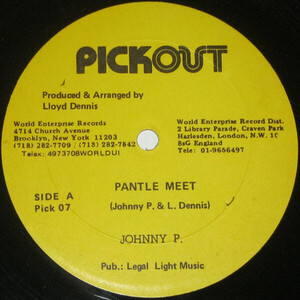 PICKOUT
Produced & Arranged by
Lloyd Dennis
World Enterprise Records
4714 Church Avenue
Brooklyn, New York 11203
(718) 282-7709 / (718) 282-7842
Telex: 4973708WORLDUI
World Enterprise Record Dist.
2 Library Parade, Craven Park
Harlesden, London, N.W. 10
8sG England
Tel: 01-9656497
SIDE A
Pick 07
PANTLE MEET
(Johnny P. & L. Dennis)
JOHNNY P.
Pub.: Legal Light Music